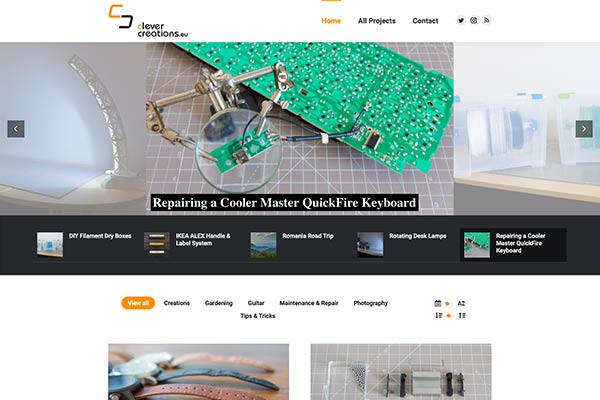 clever
creations.eu
Home
All Projects
Contact
Repairing a Cooler Master QuickFire Keyboard
DIY Filament Dry Boxes
IKEA ALEX Handle &
Label System
Romania Road Trip
Rotating Desk Lamps
Repairing a Cooler
Master QuickFire
Keyboard
View all
Creations
Gardening
Guitar
Maintenance & Repair
Photography
Tips & Tricks
AZ